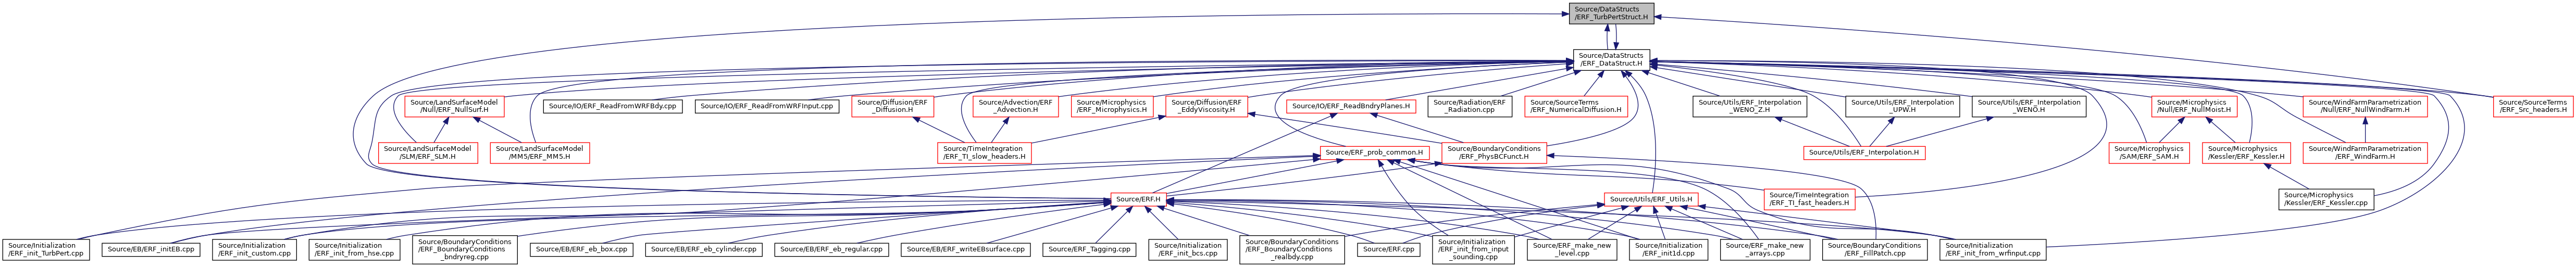 Source/DataStructs
/ERF_TurbPertStruct.H
Source/DataStructs
/ERF_DataStruct.H
Source/LandSurfaceModel
/Null/ERF_NullSurf.H
Source/IO/ERF_ReadFromWRFBdy.cpp
Source/IO/ERF_ReadFromWRFInput.cpp
Source/Diffusion/ERF
_Diffusion.H
Source/Advection/ERF
_Advection.H
Source/Microphysics
/ERF_Microphysics.H
Source/Diffusion/ERF
_EddyViscosity.H
Source/IO/ERF_ReadBndryPlanes.H
Source/Radiation/ERF
_Radiation.cpp
Source/SourceTerms
/ERF_NumericalDiffusion.H
Source/Utils/ERF_Interpolation
_WENO_Z.H
Source/Utils/ERF_Interpolation
_UPW.H
Source/Utils/ERF_Interpolation
_WENO.H
Source/Microphysics
/Null/ERF_NullMoist.H
Source/WindFarmParametrization
/Null/ERF_NullWindFarm.H
Source/SourceTerms
/ERF_Src_headers.H
Source/LandSurfaceModel
/SLM/ERF_SLM.H
Source/LandSurfaceModel
/MM5/ERF_MM5.H
Source/TimeIntegration
/ERF_TI_slow_headers.H
Source/ERF_prob_common.H
Source/BoundaryConditions
/ERF_PhysBCFunct.H
Source/Utils/ERF_Interpolation.H
Source/Microphysics
/SAM/ERF_SAM.H
Source/Microphysics
/Kessler/ERF_Kessler.H
Source/WindFarmParametrization
/ERF_WindFarm.H
Source/ERF.H
Source/Utils/ERF_Utils.H
Source/TimeIntegration
/ERF_TI_fast_headers.H
Source/Microphysics
/Kessler/ERF_Kessler.cpp
Source/Initialization
/ERF_init_TurbPert.cpp
Source/EB/ERF_initEB.cpp
Source/Initialization
/ERF_init_custom.cpp
Source/Initialization
/ERF_init_from_hse.cpp
Source/BoundaryConditions
/ERF_BoundaryConditions
_bndryreg.cpp
Source/EB/ERF_eb_box.cpp
Source/EB/ERF_eb_cylinder.cpp
Source/EB/ERF_eb_regular.cpp
Source/EB/ERF_writeEBsurface.cpp
Source/ERF_Tagging.cpp
Source/Initialization
/ERF_init_bcs.cpp
Source/BoundaryConditions
/ERF_BoundaryConditions
_realbdy.cpp
Source/ERF.cpp
Source/Initialization
/ERF_init_from_input
_sounding.cpp
Source/ERF_make_new
_level.cpp
Source/Initialization
/ERF_init1d.cpp
Source/ERF_make_new
_arrays.cpp
Source/BoundaryConditions
/ERF_FillPatch.cpp
Source/Initialization
/ERF_init_from_wrfinput.cpp